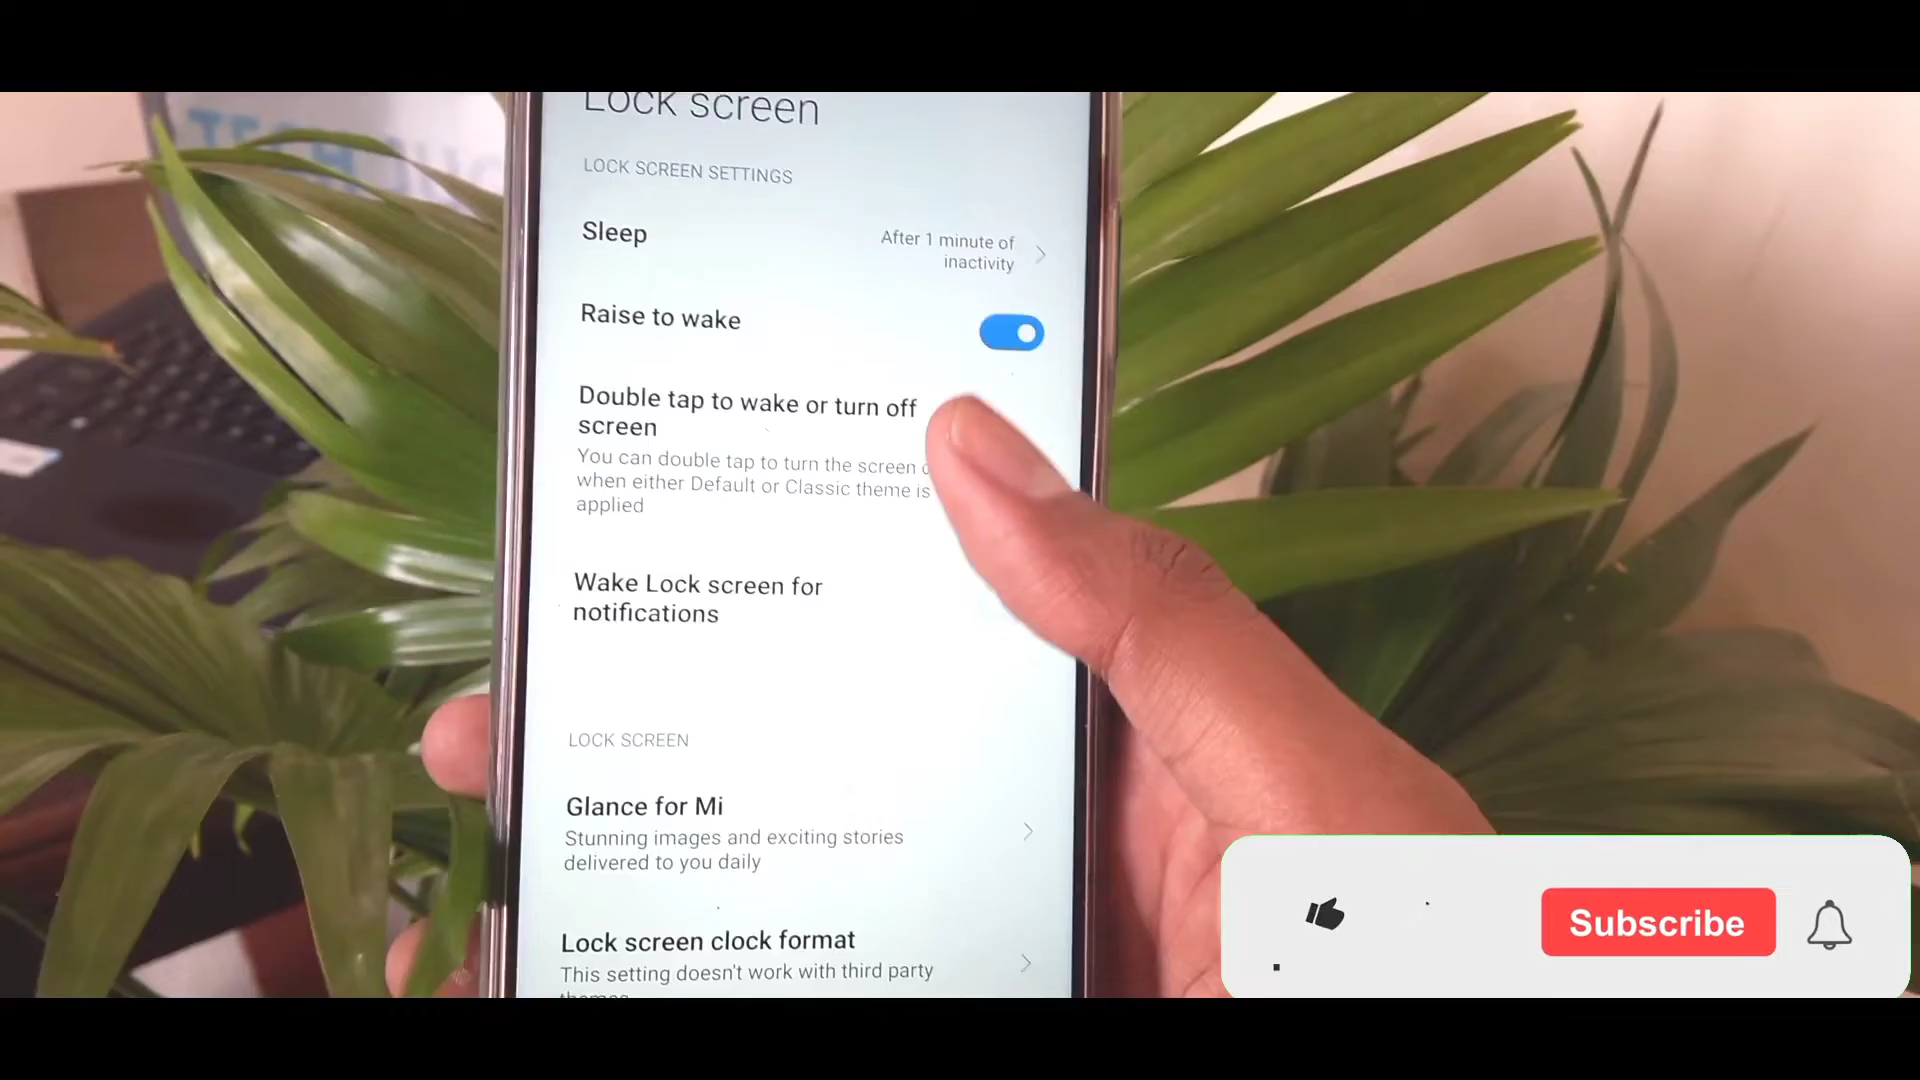 Lock screen
LOCK SCREEN SETTINGS
Sleep
After 1 minute of
inactivity
Raise to wake
Double tap to wake or turn off
screen
You can double tap to turn the screen
when either Default or Classic theme is
applied
Wake Lock screen for
notifications
LOCK SCREEN
Glance for Mi
Stunning images and exciting stories
delivered to you daily
Lock screen clock format
This setting doesn't work with third party
Subscribe